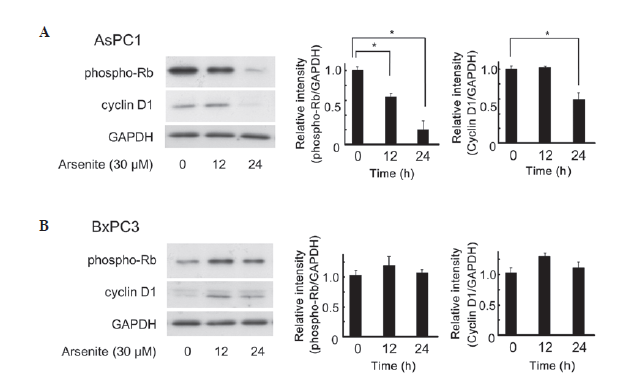 A
AsPC1
phospho-Rb
cyclin D1
GAPDH
Arsenite (30 µM) 0 12 24
Relative intensity
(phospho-Rb/GAPDH)
1.0
0.5
0
*
*
0 12 24
Time (h)
Relative intensity
(Cyclin D1/GAPDH)
1.0
0.5
0
*
0 12 24
Time (h)
B
BxPC3
phospho-Rb
cyclin D1
GAPDH
Arsenite (30 µM) 0 12 24
Relative intensity
(phospho-Rb/GAPDH)
1.0
0.5
0
0 12 24
Time (h)
Relative intensity
(Cyclin D1/GAPDH)
1.0
0.5
0
0 12 24
Time (h)